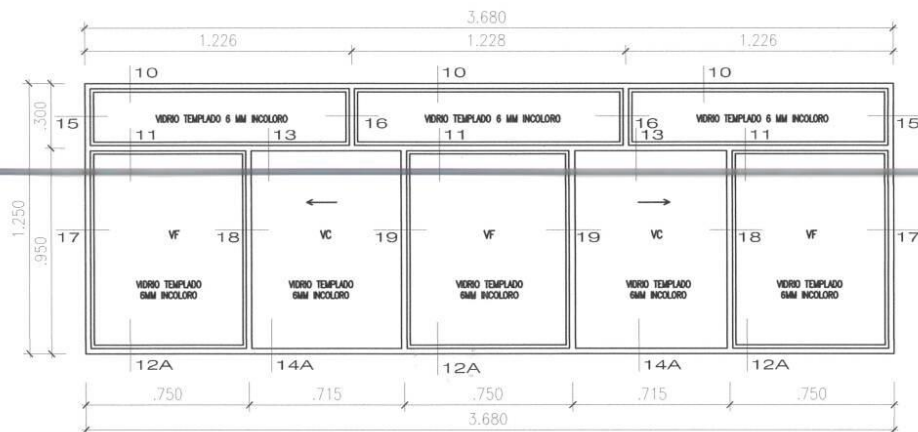 3.680
1.226 1.228 1.226
10 10 10
.300
15 VIDRIO TEMPLADO 6 MM INCOLORO 16 VIDRIO TEMPLADO 6 MM INCOLORO 16 VIDRIO TEMPLADO 6 MM INCOLORO 15
11 13 11 13 11
1.250
.950
17 VF 18 VC 19 VF 19 VC 18 VF 17
VIDRIO TEMPLADO VIDRIO TEMPLADO VIDRIO TEMPLADO VIDRIO TEMPLADO VIDRIO TEMPLADO
6MM INCOLORO 6MM INCOLORO 6MM INCOLORO 6MM INCOLORO 6MM INCOLORO
12A 14A 12A 14A 12A
.750 .715 .750 .715 .750
3.680